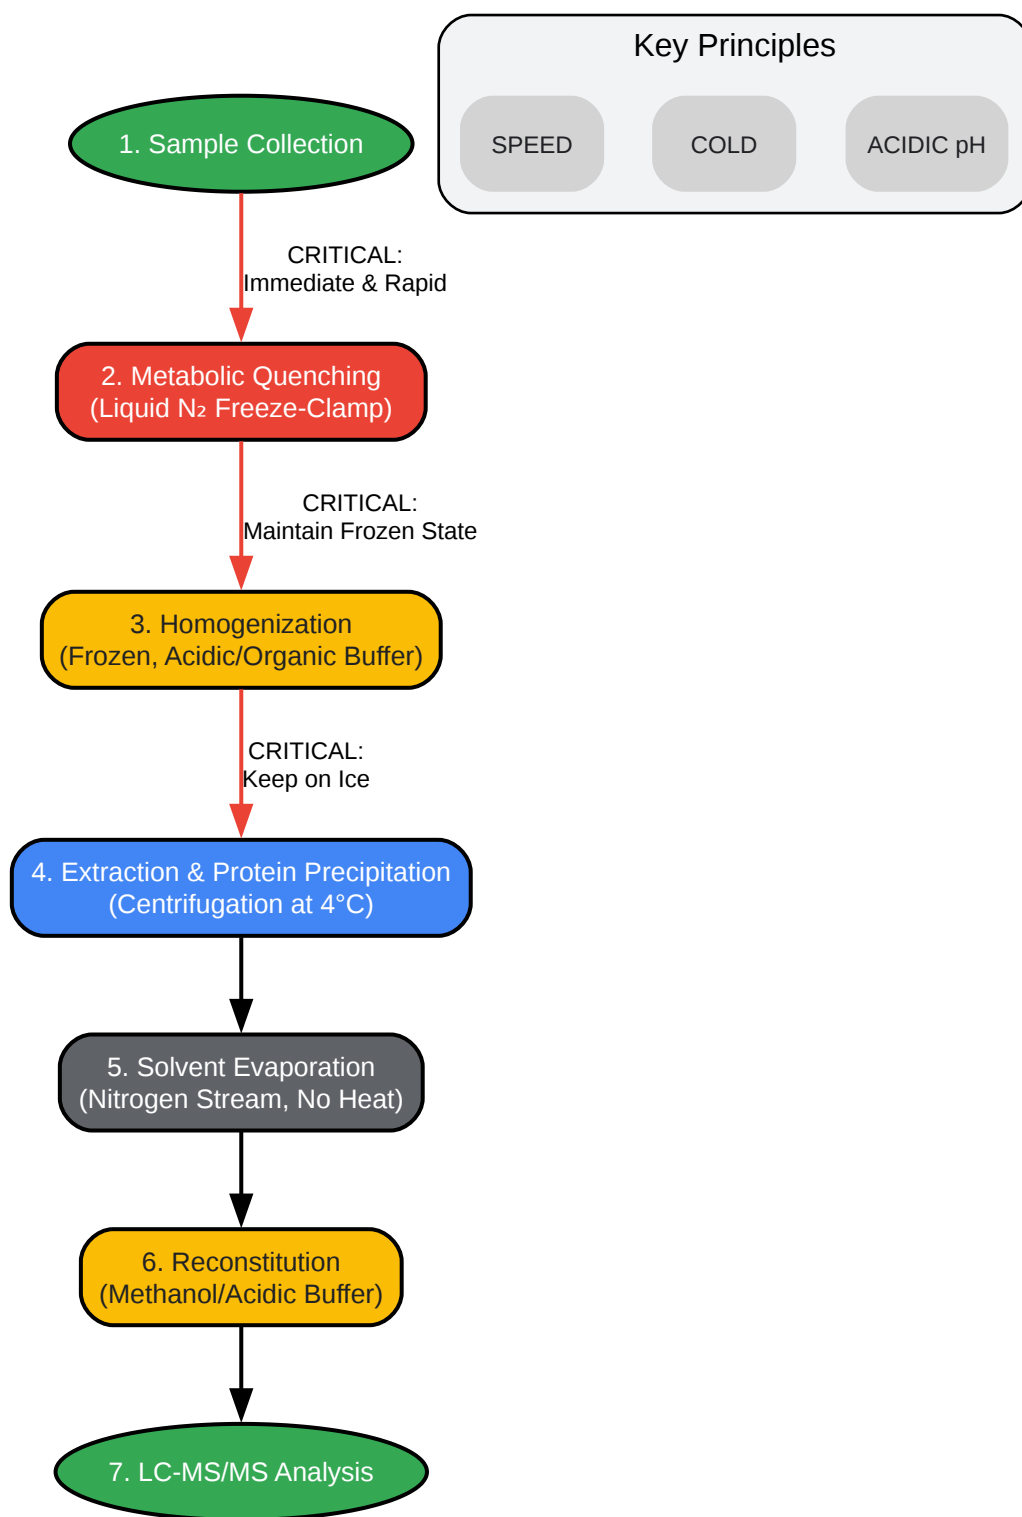 Key Principles
SPEED
COLD
ACIDIC pH
1. Sample Collection
CRITICAL:
Immediate & Rapid
2. Metabolic Quenching
(Liquid N₂ Freeze-Clamp)
CRITICAL:
Maintain Frozen State
3. Homogenization
(Frozen, Acidic/Organic Buffer)
CRITICAL:
Keep on Ice
4. Extraction & Protein Precipitation
(Centrifugation at 4°C)
5. Solvent Evaporation
(Nitrogen Stream, No Heat)
6. Reconstitution
(Methanol/Acidic Buffer)
7. LC-MS/MS Analysis